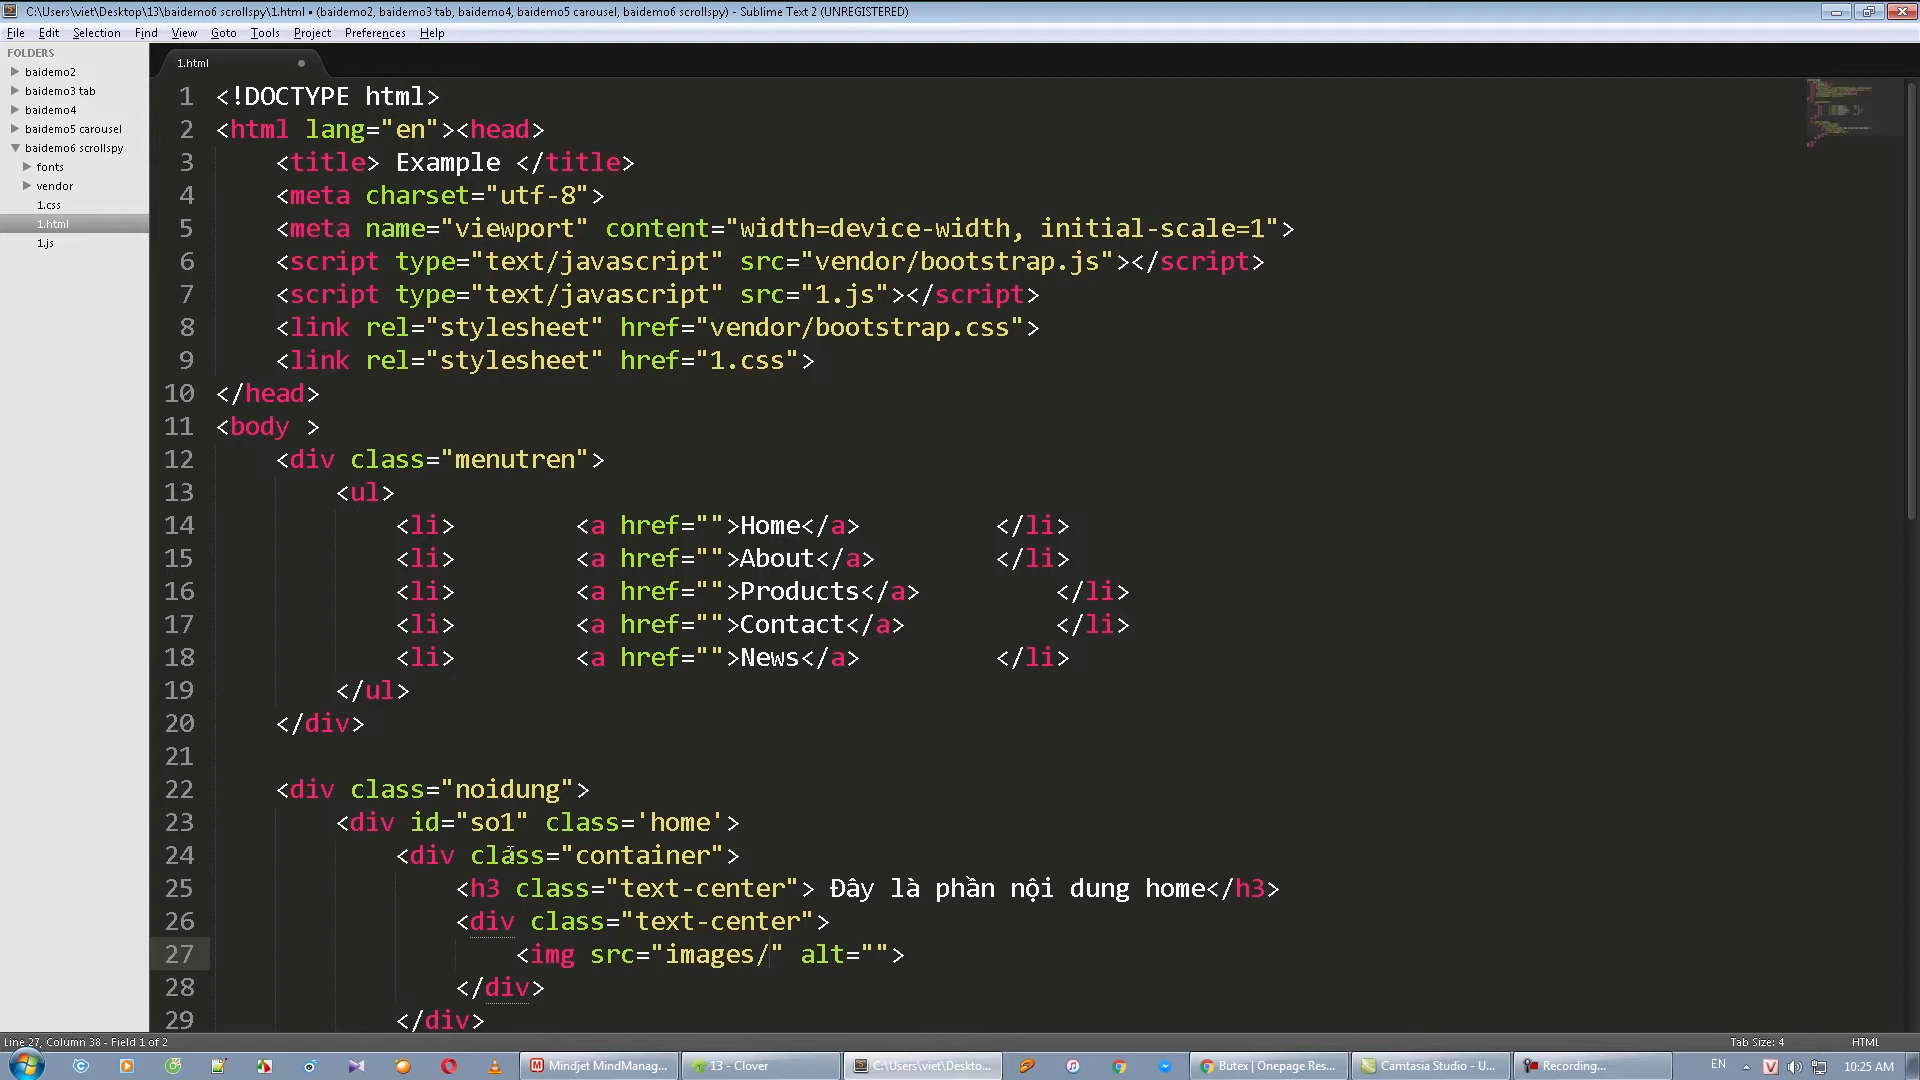 C:\Users\viet\Desktop\13\baidemo6 scrollspy\1.html • (baidemo2, baidemo3 tab, baidemo4, baidemo5 carousel, baidemo6 scrollspy) - Sublime Text 2 (UNREGISTERED)
File Edit Selection Find View Goto Tools Project Preferences Help
FOLDERS
baidemo2
baidemo3 tab
baidemo4
baidemo5 carousel
baidemo6 scrollspy
fonts
vendor
1.css
1.html
1.js
1.html
1 <!DOCTYPE html>
2 <html lang="en"><head>
3 <title> Example </title>
4 <meta charset="utf-8">
5 <meta name="viewport" content="width=device-width, initial-scale=1">
6 <script type="text/javascript" src="vendor/bootstrap.js"></script>
7 <script type="text/javascript" src="1.js"></script>
8 <link rel="stylesheet" href="vendor/bootstrap.css">
9 <link rel="stylesheet" href="1.css">
10 </head>
11 <body >
12 <div class="menutren">
13 <ul>
14 <li> <a href="">Home</a> </li>
15 <li> <a href="">About</a> </li>
16 <li> <a href="">Products</a> </li>
17 <li> <a href="">Contact</a> </li>
18 <li> <a href="">News</a> </li>
19 </ul>
20 </div>
21
22 <div class="noidung">
23 <div id="so1" class='home'>
24 <div class="container">
25 <h3 class="text-center"> Đây là phần nội dung home</h3>
26 <div class="text-center">
27 <img src="images/" alt="">
28 </div>
29 </div>
Line 27, Column 38 - Field 1 of 2
Tab Size: 4 HTML
Mindjet MindManag... 13 - Clover C:\Users\viet\Deskto... Butex | Onepage Res... Camtasia Studio - U... Recording... EN 10:25 AM